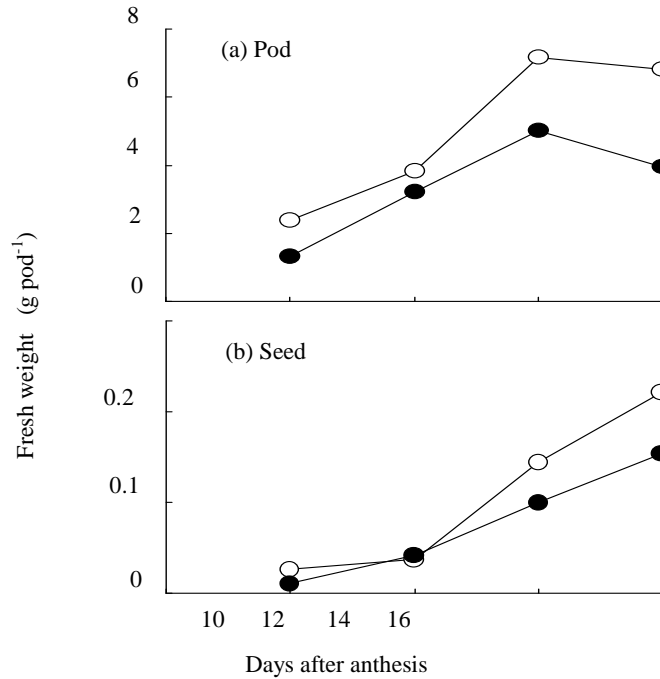 8
(a) Pod
6
4
2
0
Fresh weight (g pod⁻¹)
(b) Seed
0.2
0.1
0
10 12 14 16
Days after anthesis